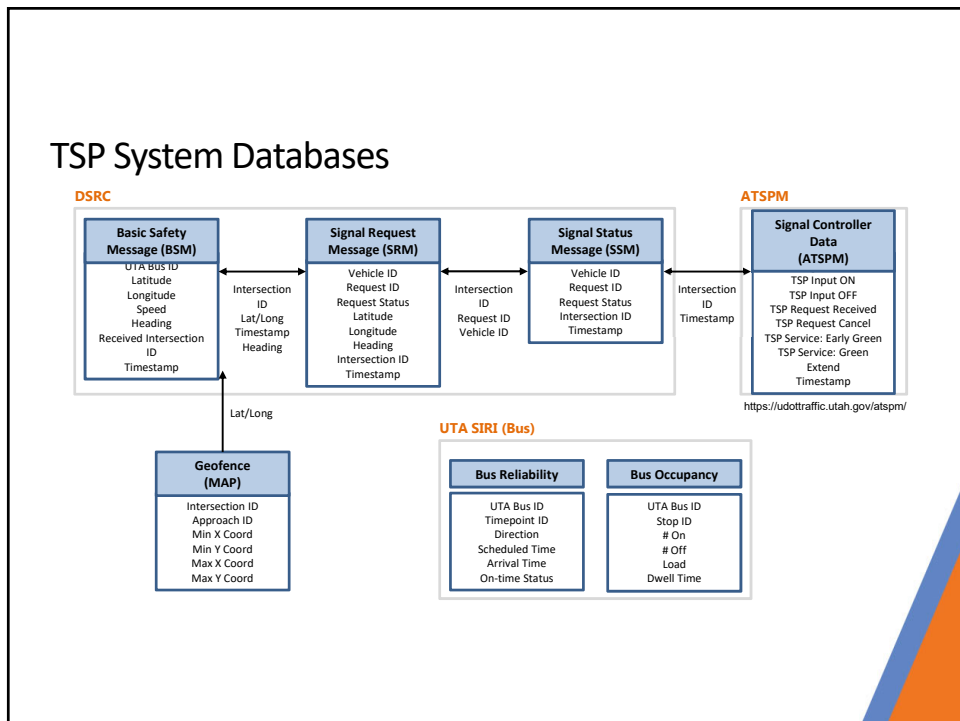 TSP System Databases
DSRC
Basic Safety
Message (BSM)
UTA Bus ID
Latitude
Longitude
Speed
Heading
Received Intersection
ID
Timestamp
Intersection
ID
Lat/Long
Timestamp
Heading
Signal Request
Message (SRM)
Vehicle ID
Request ID
Request Status
Latitude
Longitude
Heading
Intersection ID
Timestamp
Intersection
ID
Request ID
Vehicle ID
Signal Status
Message (SSM)
Vehicle ID
Request ID
Request Status
Intersection ID
Timestamp
Intersection
ID
Timestamp
ATSPM
Signal Controller
Data
(ATSPM)
TSP Input ON
TSP Input OFF
TSP Request Received
TSP Request Cancel
TSP Service: Early Green
TSP Service: Green
Extend
Timestamp
https://udottraffic.utah.gov/atspm/
Lat/Long
Geofence
(MAP)
Intersection ID
Approach ID
Min X Coord
Min Y Coord
Max X Coord
Max Y Coord
UTA SIRI (Bus)
Bus Reliability
UTA Bus ID
Timepoint ID
Direction
Scheduled Time
Arrival Time
On-time Status
Bus Occupancy
UTA Bus ID
Stop ID
# On
# Off
Load
Dwell Time